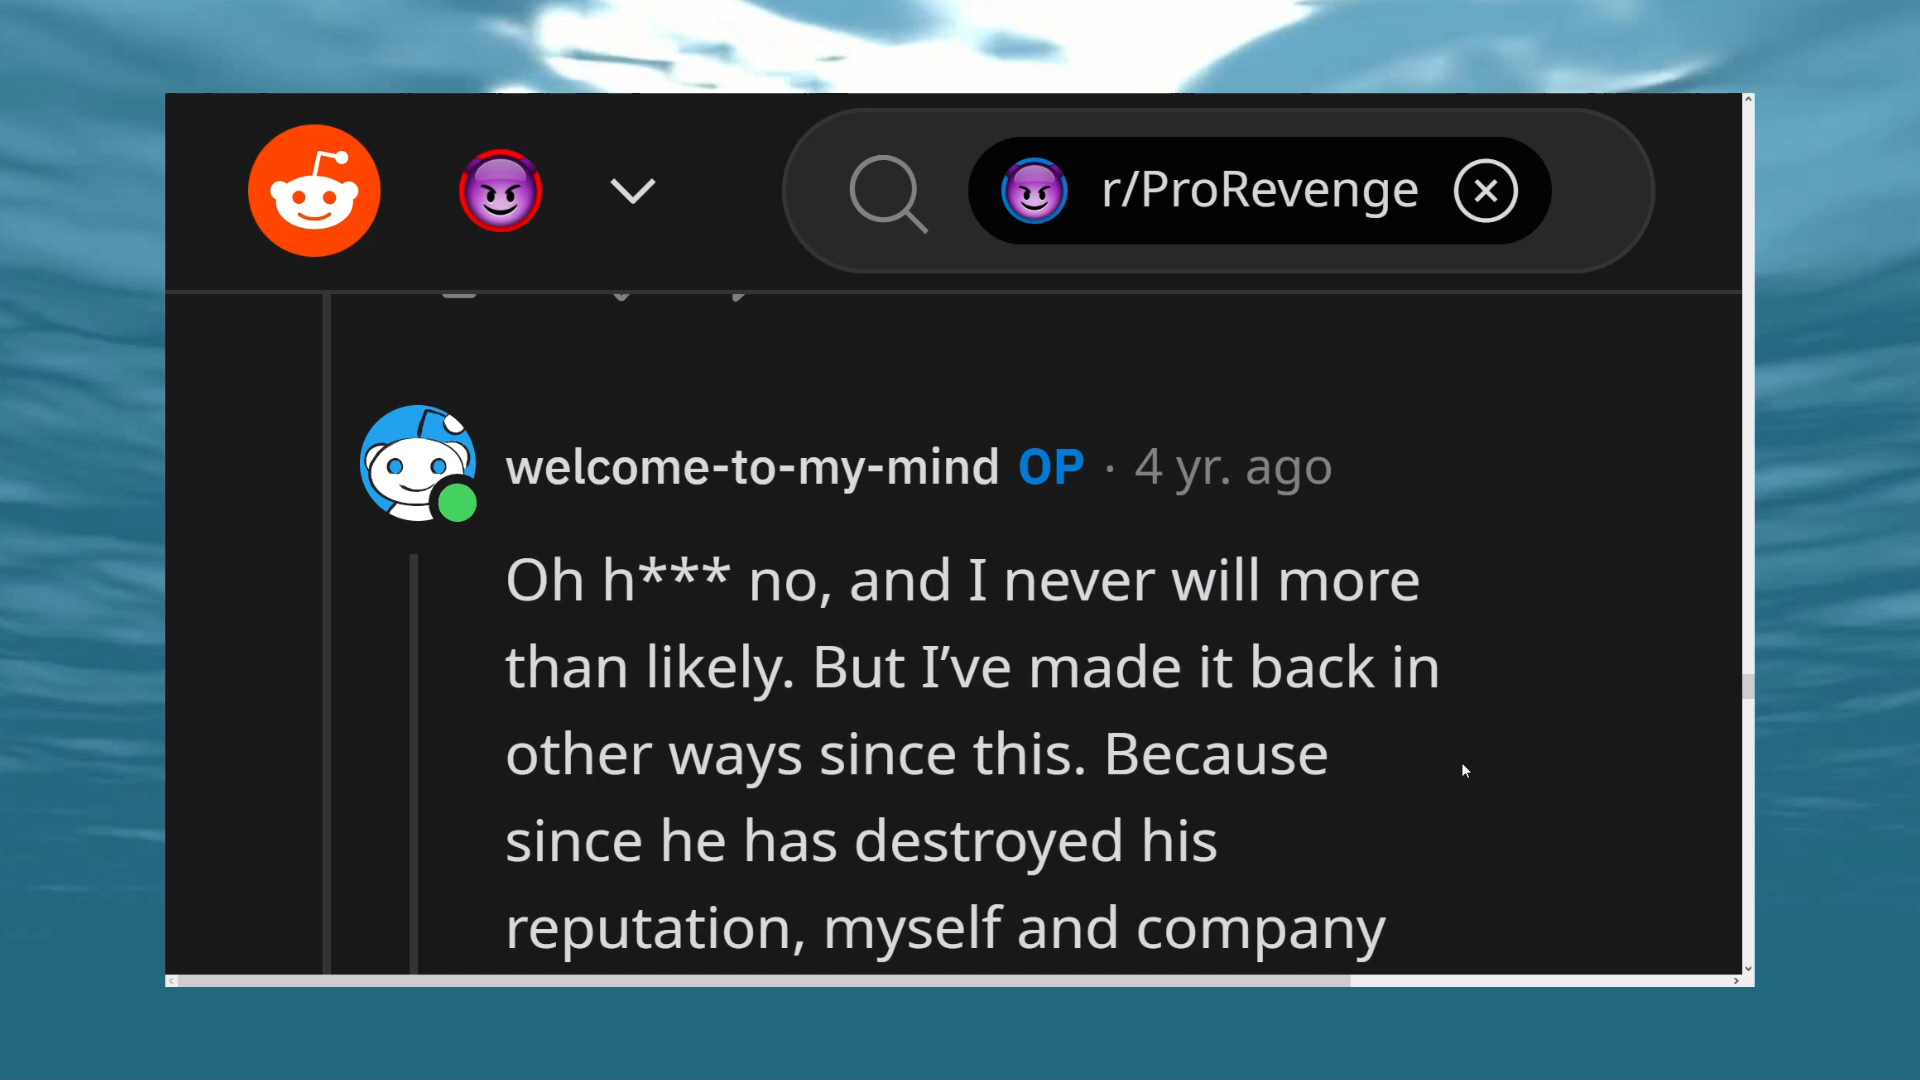 r/ProRevenge
welcome-to-my-mind OP · 4 yr. ago
Oh h*** no, and I never will more
than likely. But I’ve made it back in
other ways since this. Because
since he has destroyed his
reputation, myself and company